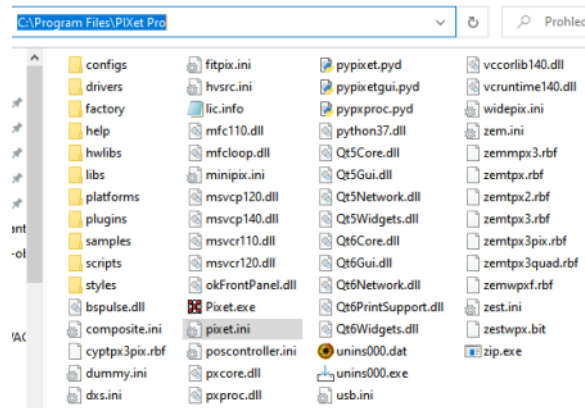 C:\Program Files\PIXet Pro
Prohled
configs
drivers
factory
help
hwlibs
libs
platforms
plugins
samples
scripts
styles
bspulse.dll
composite.ini
cyptpx3pix.rbf
dummy.ini
dxs.ini
fitpix.ini
hvsrc.ini
lic.info
mfc110.dll
mfcloop.dll
minipix.ini
msvcp120.dll
msvcp140.dll
msvcr110.dll
msvcr120.dll
okFrontPanel.dll
Pixet.exe
pixet.ini
poscontroller.ini
pxcore.dll
pxproc.dll
pypixet.pyd
pypixetgui.pyd
pypxproc.pyd
python37.dll
Qt5Core.dll
Qt5Gui.dll
Qt5Network.dll
Qt5Widgets.dll
Qt6Core.dll
Qt6Gui.dll
Qt6Network.dll
Qt6PrintSupport.dll
Qt6Widgets.dll
unins000.dat
unins000.exe
usb.ini
vccorlib140.dll
vcruntime140.dll
widepix.ini
zem.ini
zemmpx3.rbf
zemtpx.rbf
zemtpx2.rbf
zemtpx3.rbf
zemtpx3pix.rbf
zemtpx3quad.rbf
zemwpxf.rbf
zest.ini
zestwpx.bit
zip.exe
ant
-ob